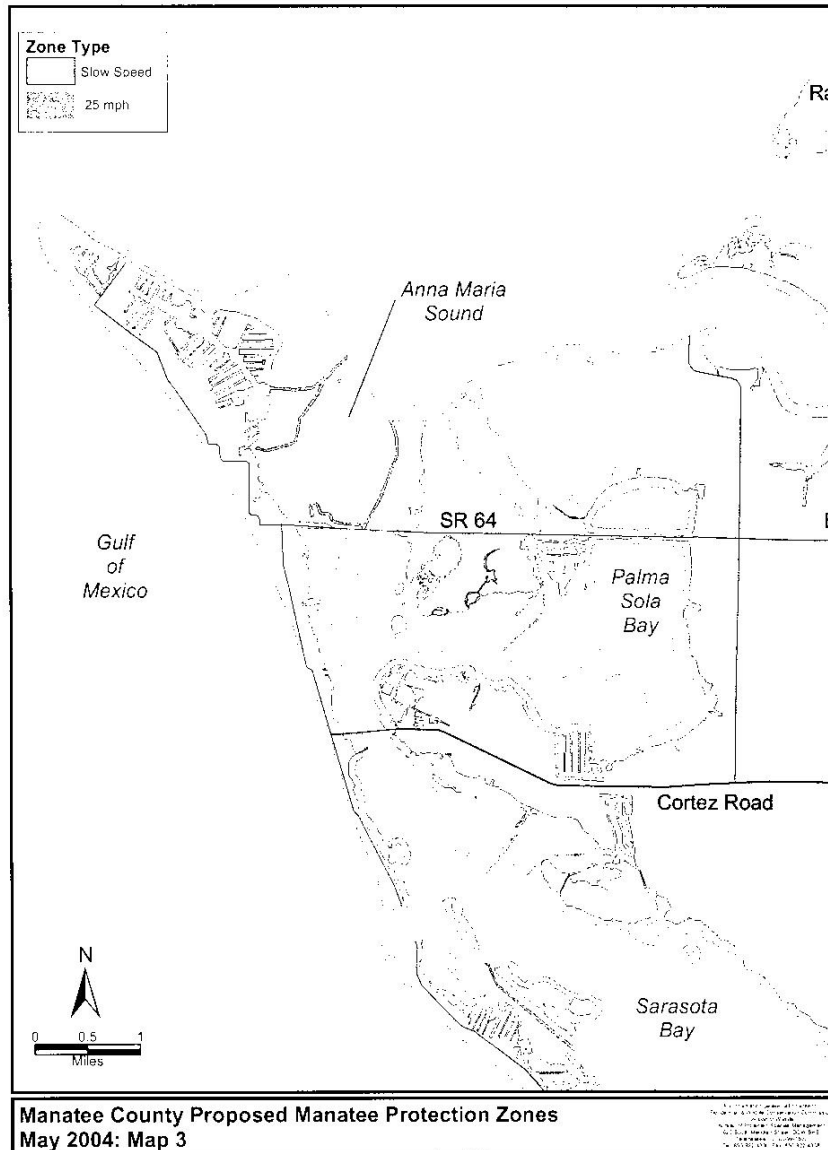 Zone Type
Slow Speed
25 mph
Ra
Anna Maria
Sound
SR 64
Gulf
of
Mexico
Palma
Sola
Bay
Cortez Road
N
0 0.5 1
Miles
Sarasota
Bay
Manatee County Proposed Manatee Protection Zones
May 2004: Map 3